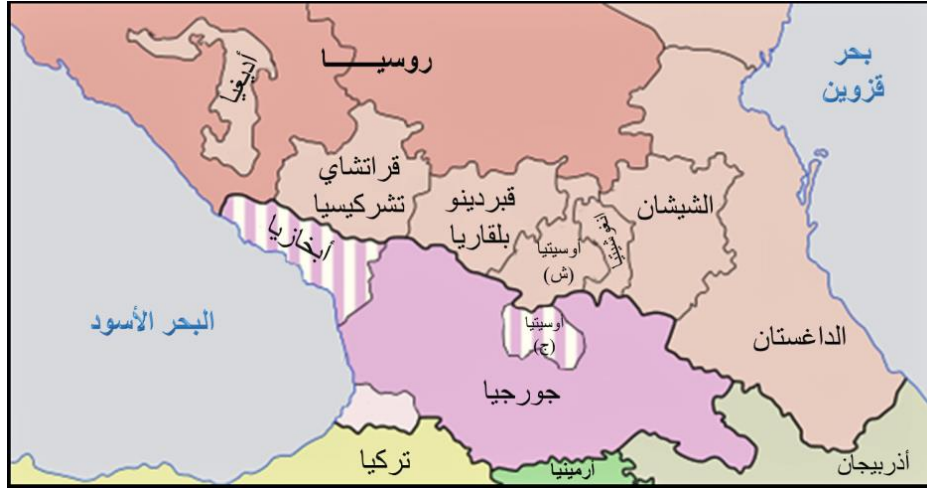 بحر
قزوين
روسيـــــا
أديغيا
قراتشاي
تشركيسيا
قبردينو
بلقاريا
أوسيتيا
(ش)
انغوشيتيا
الشيشان
أبخازيا
البحر الأسود
أوسيتيا
(ج)
الداغستان
جورجيا
تركيا
أرمينيا
أذربيجان